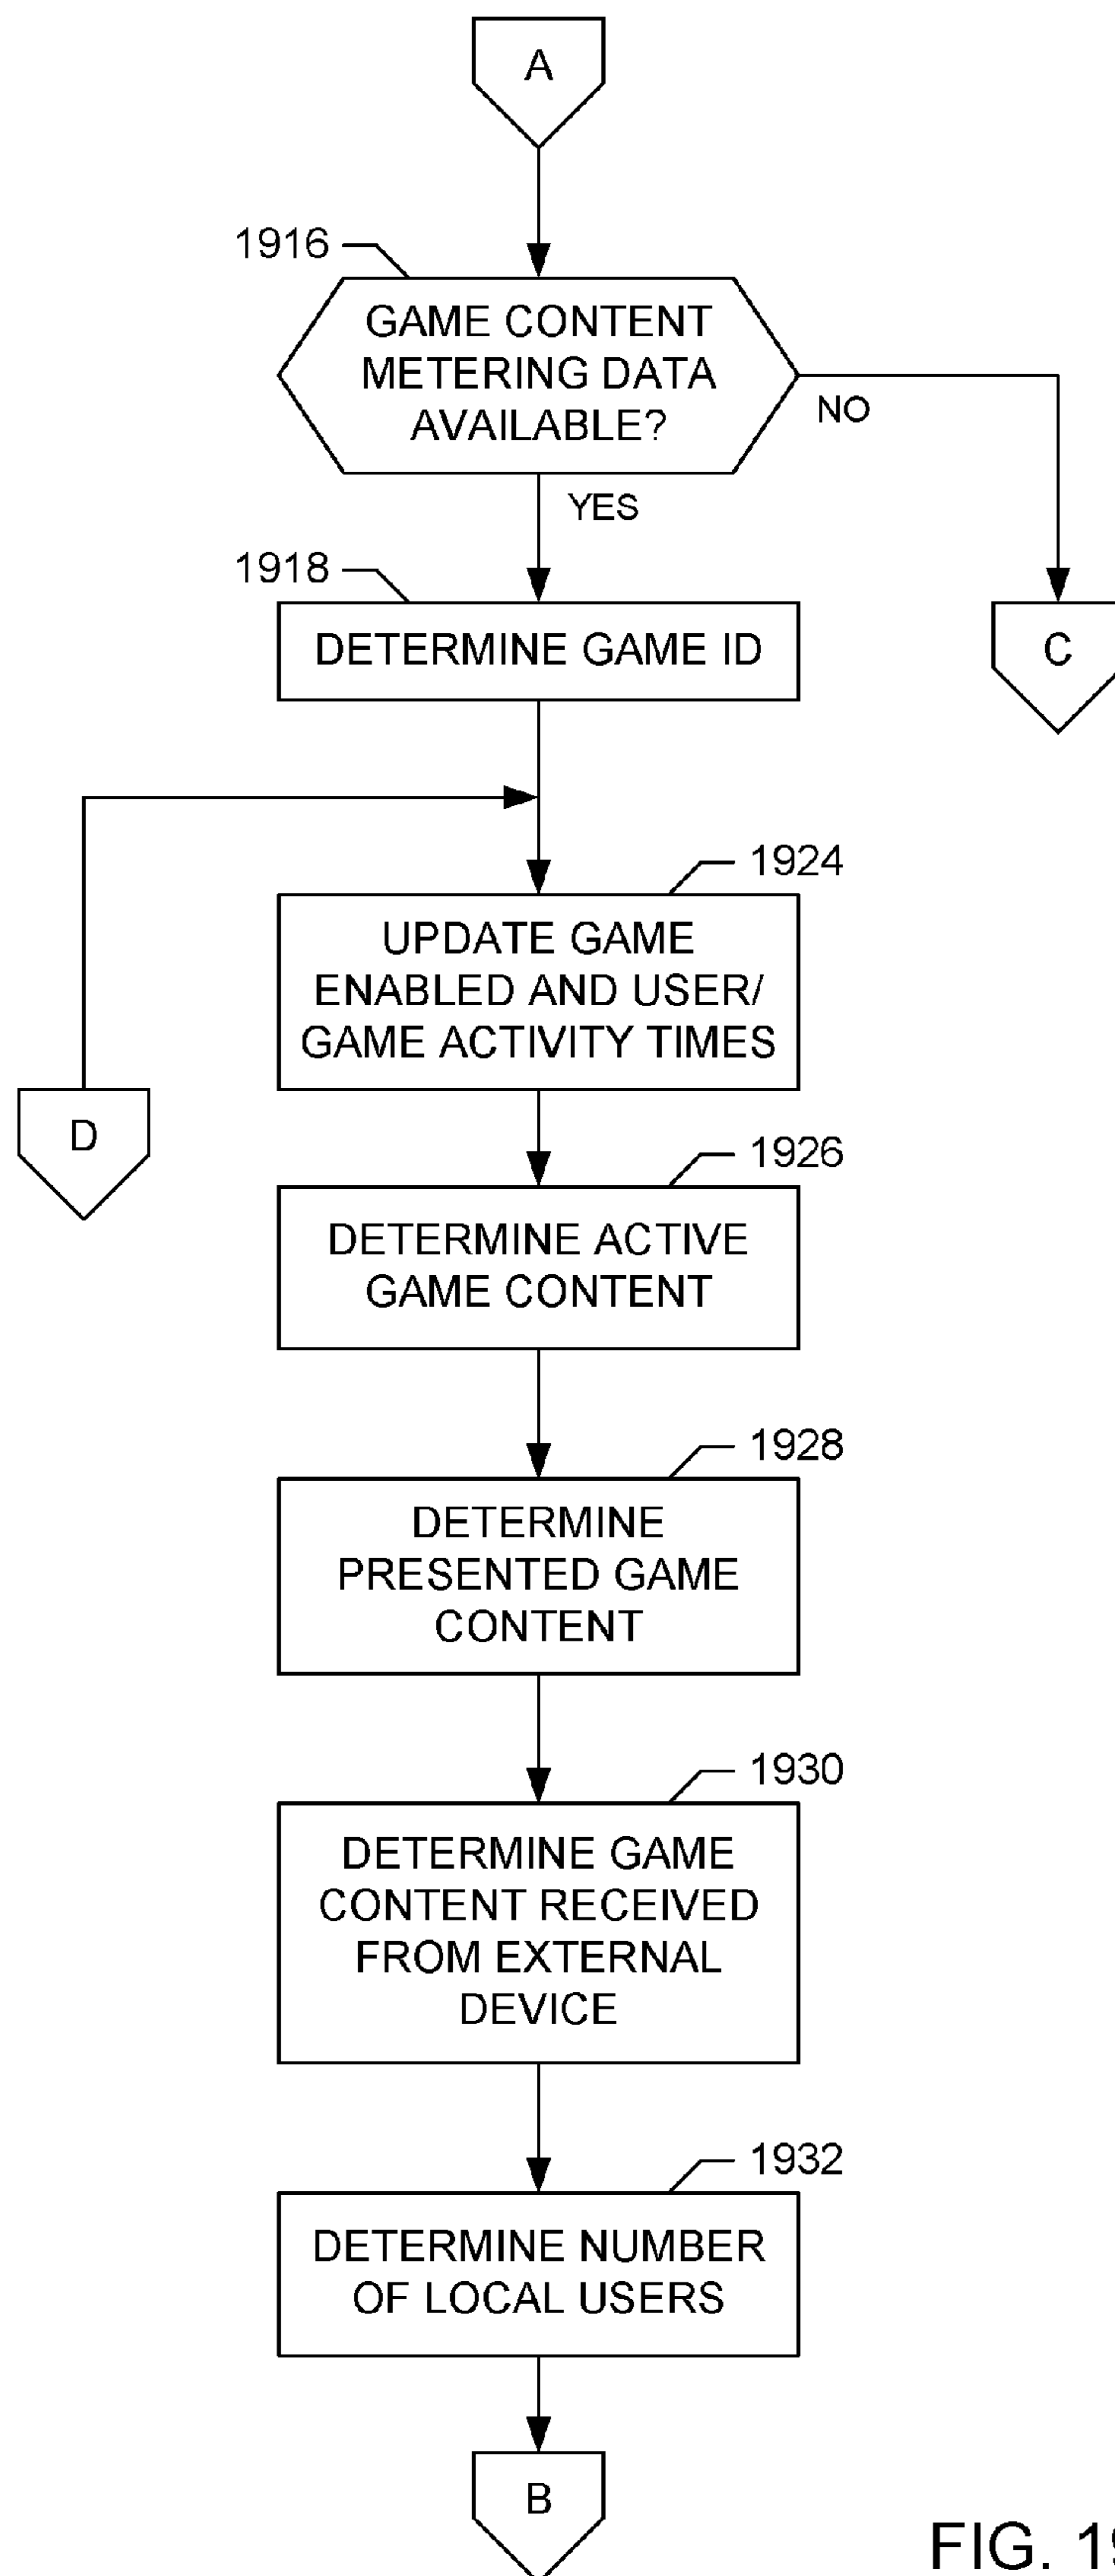 A
1916
GAME CONTENT
METERING DATA
AVAILABLE?
NO
YES
1918
DETERMINE GAME ID
C
1924
UPDATE GAME
ENABLED AND USER/
GAME ACTIVITY TIMES
D
1926
DETERMINE ACTIVE
GAME CONTENT
1928
DETERMINE
PRESENTED GAME
CONTENT
1930
DETERMINE GAME
CONTENT RECEIVED
FROM EXTERNAL
DEVICE
1932
DETERMINE NUMBER
OF LOCAL USERS
B
FIG.